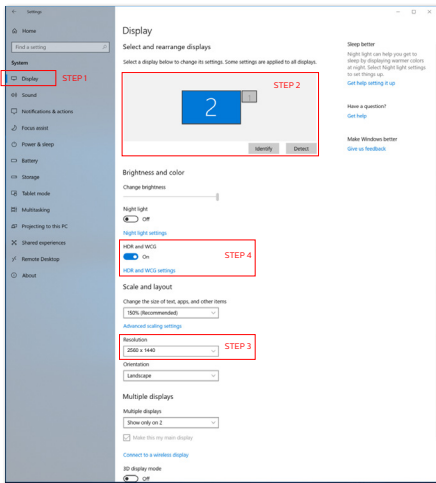 Settings
Home
Find a setting
System
Display
STEP 1
Sound
Notifications & actions
Focus assist
Power & sleep
Battery
Storage
Tablet mode
Multitasking
Projecting to this PC
Shared experiences
Remote Desktop
About
Display
Select and rearrange displays
Select a display below to change its settings. Some settings are applied to all displays.
STEP 2
2
1
Identify
Detect
Brightness and color
Change brightness
Night light
Off
Night light settings
HDR and WCG
On
STEP 4
HDR and WCG settings
Scale and layout
Change the size of text, apps, and other items
150% (Recommended)
Advanced scaling settings
Resolution
2560 x 1440
STEP 3
Orientation
Landscape
Multiple displays
Multiple displays
Show only on 2
Make this my main display
Connect to a wireless display
3D display mode
Off
Sleep better
Night light can help you get to
sleep by displaying warmer colors
at night. Select Night light settings
to set things up.
Get help setting it up
Have a question?
Get help
Make Windows better
Give us feedback